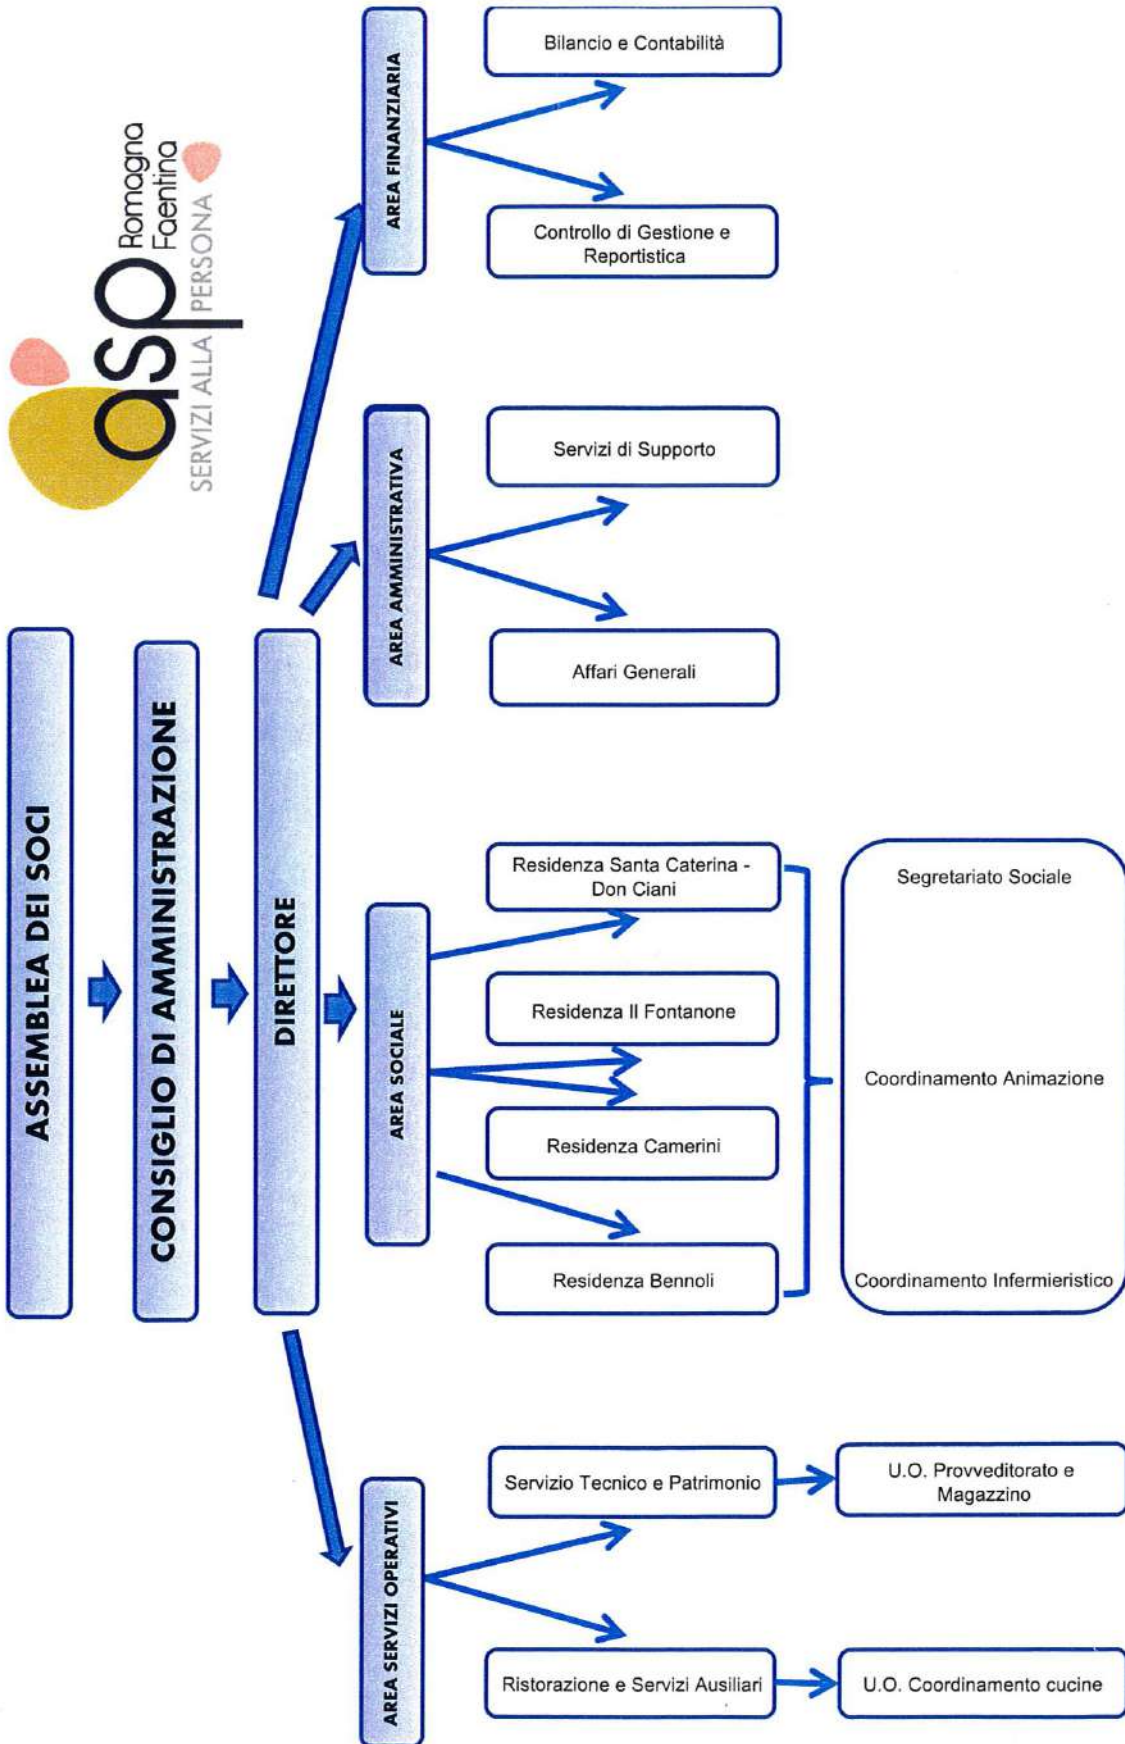 asp Romagna
Faentina
SERVIZI ALLA PERSONA
ASSEMBLEA DEI SOCI
CONSIGLIO DI AMMINISTRAZIONE
DIRETTORE
AREA SERVIZI OPERATIVI
AREA SOCIALE
AREA AMMINISTRATIVA
AREA FINANZIARIA
Ristorazione e Servizi Ausiliari
Servizio Tecnico e Patrimonio
Residenza Bennoli
Residenza Camerini
Residenza Il Fontanone
Residenza Santa Caterina -
Don Ciani
Affari Generali
Servizi di Supporto
Controllo di Gestione e
Reportistica
Bilancio e Contabilità
U.O. Coordinamento cucine
U.O. Provveditorato e
Magazzino
Coordinamento Infermieristico
Coordinamento Animazione
Segretariato Sociale